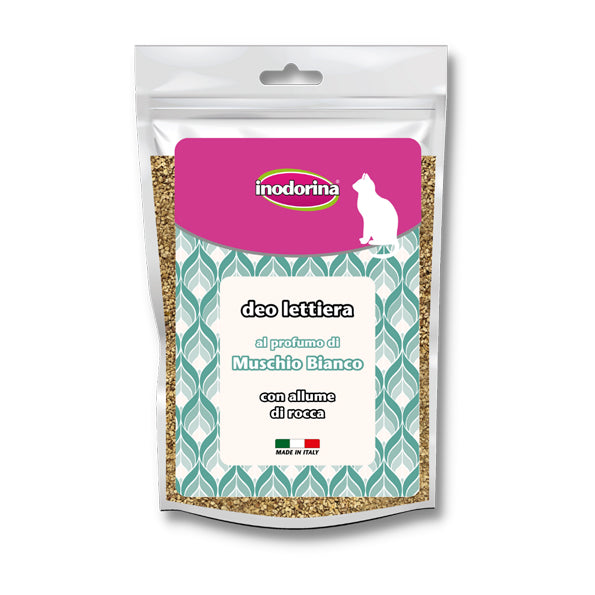 inodorina®
deo lettiera
al profumo di
Muschio Bianco
con allume
di rocca
MADE IN ITALY